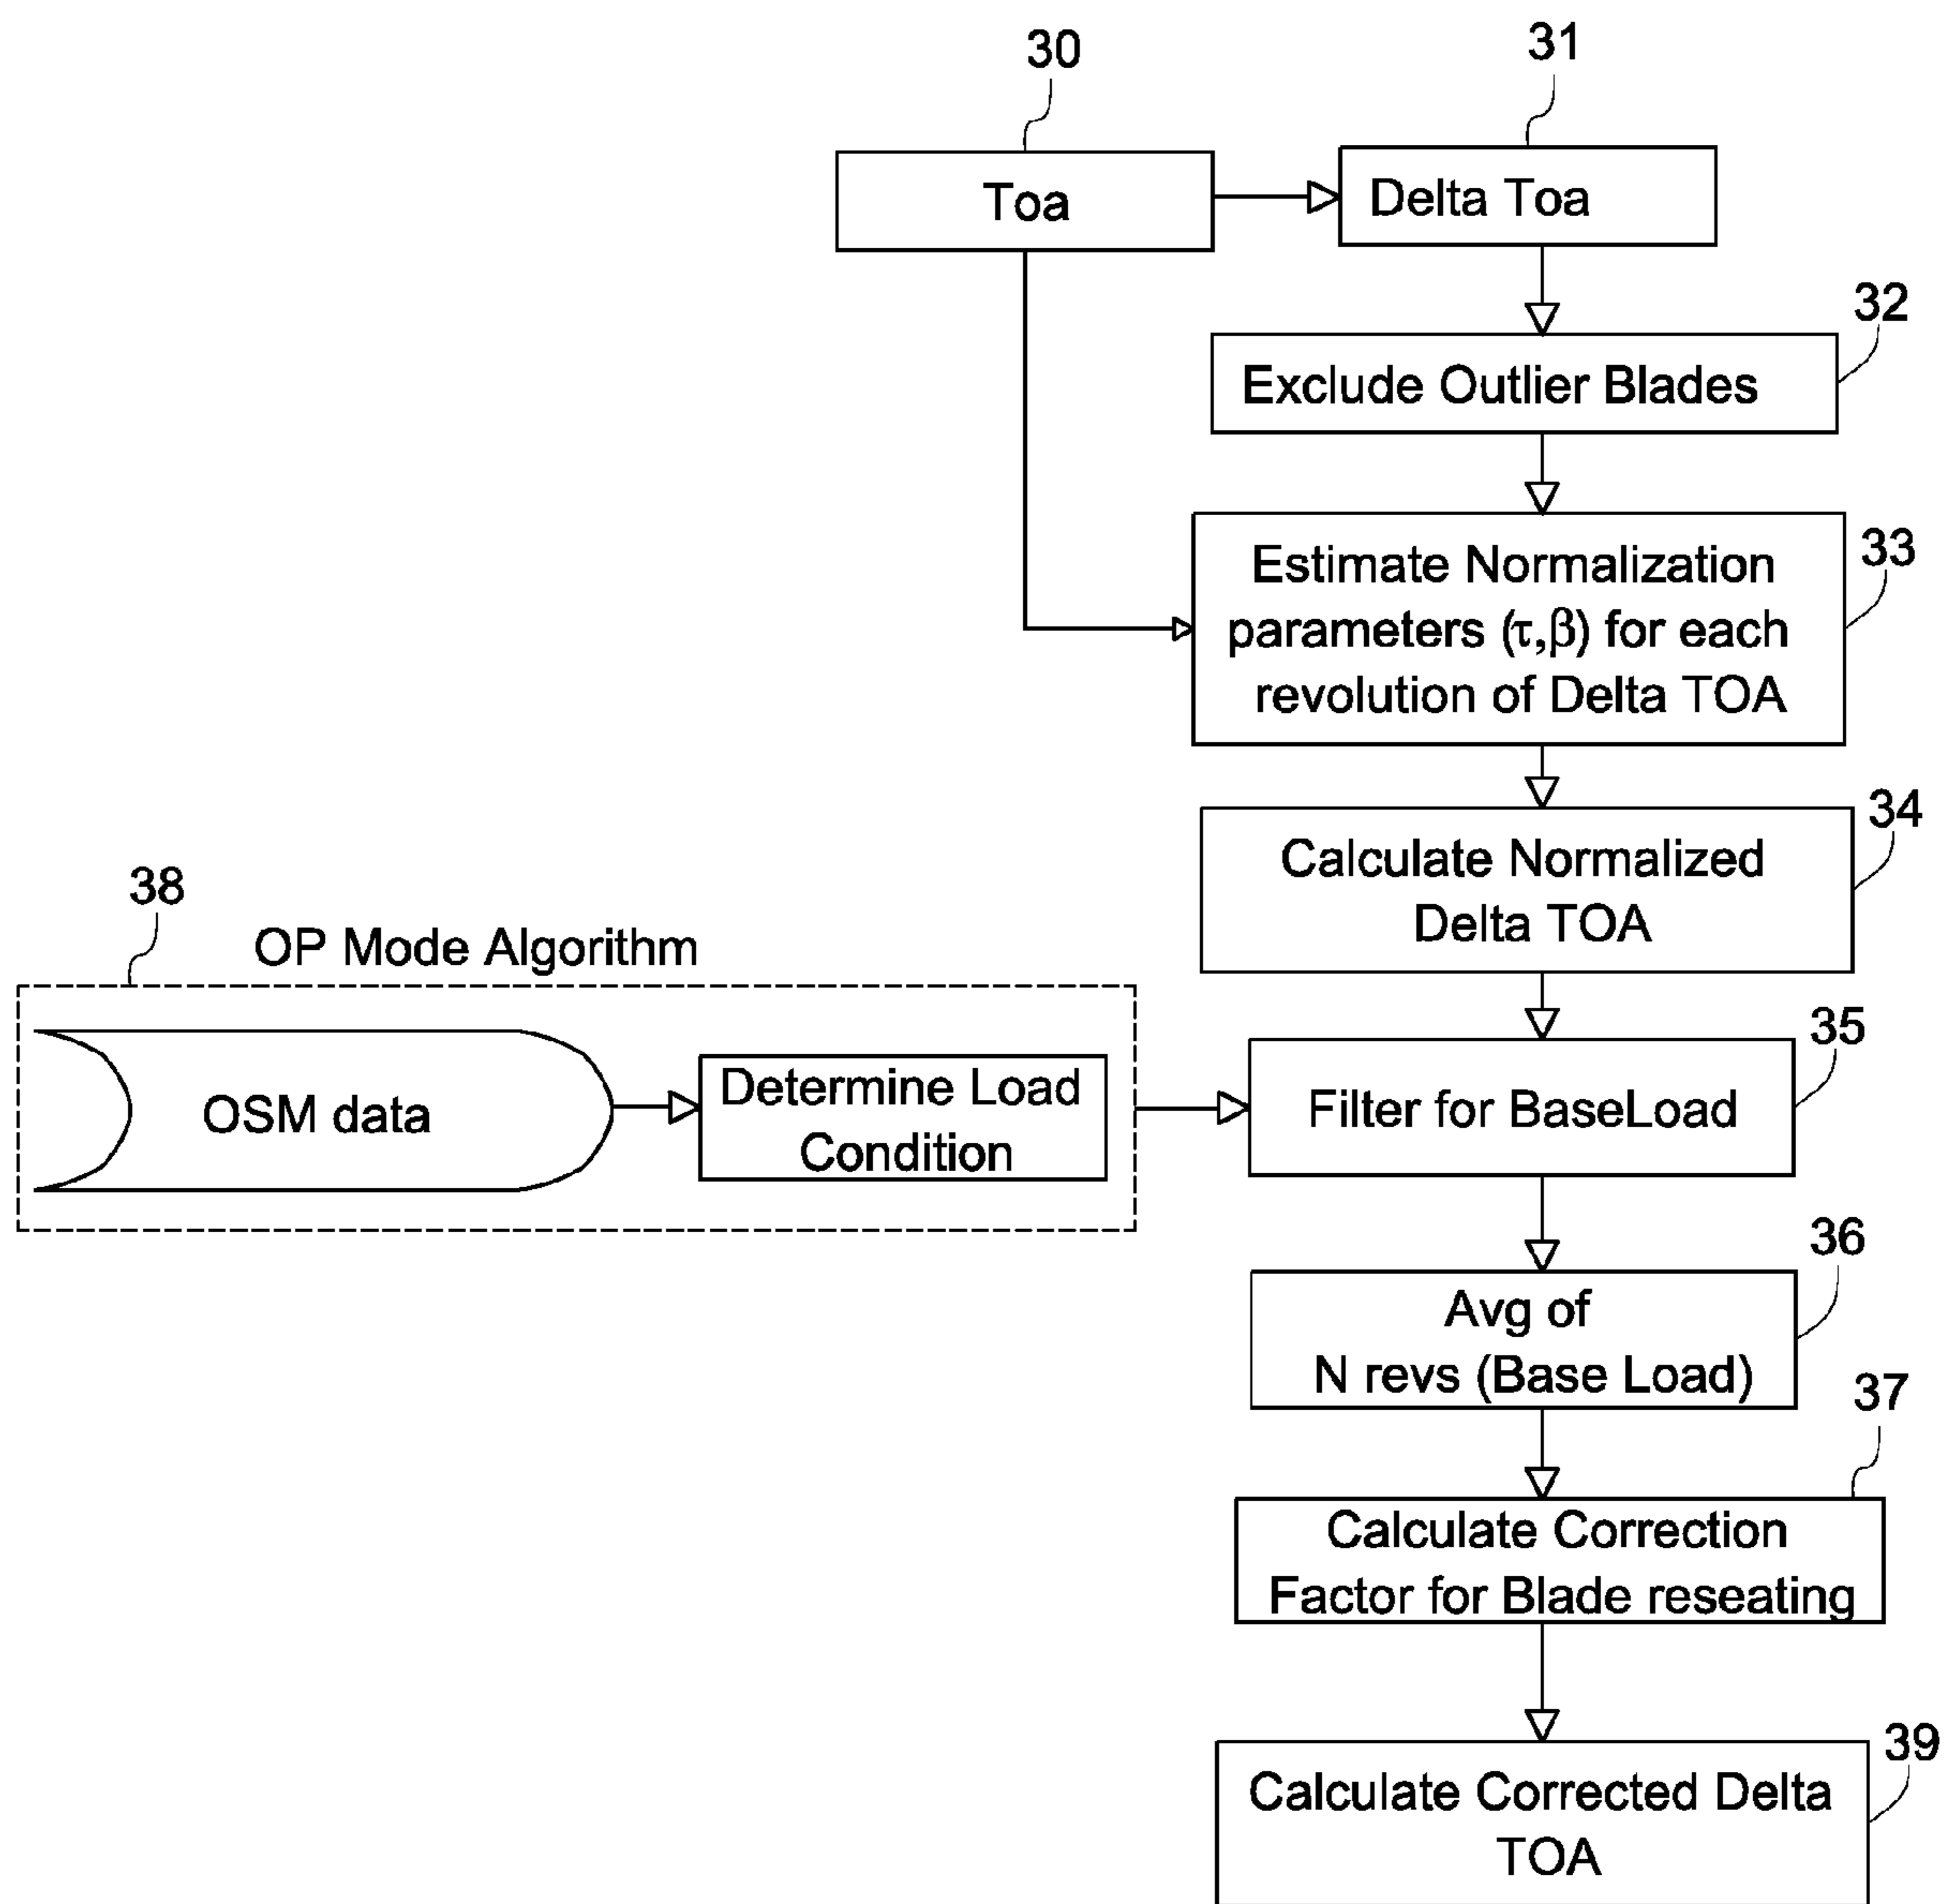 30
31
Toa
Delta Toa
32
Exclude Outlier Blades
33
Estimate Normalization
parameters (τ,β) for each
revolution of Delta TOA
34
Calculate Normalized
Delta TOA
38
OP Mode Algorithm
OSM data
Determine Load
Condition
35
Filter for BaseLoad
36
Avg of
N revs (Base Load)
37
Calculate Correction
Factor for Blade reseating
39
Calculate Corrected Delta
TOA